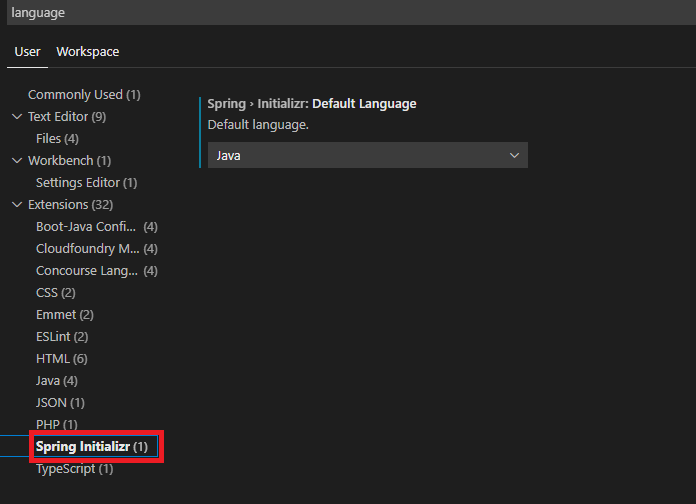 language
User Workspace
Commonly Used (1)
Text Editor (9)
Files (4)
Workbench (1)
Settings Editor (1)
Extensions (32)
Boot-Java Confi... (4)
Cloudfoundry M... (4)
Concourse Lang... (4)
CSS (2)
Emmet (2)
ESLint (2)
HTML (6)
Java (4)
JSON (1)
PHP (1)
Spring Initializr (1)
TypeScript (1)
Spring › Initializr: Default Language
Default language.
Java